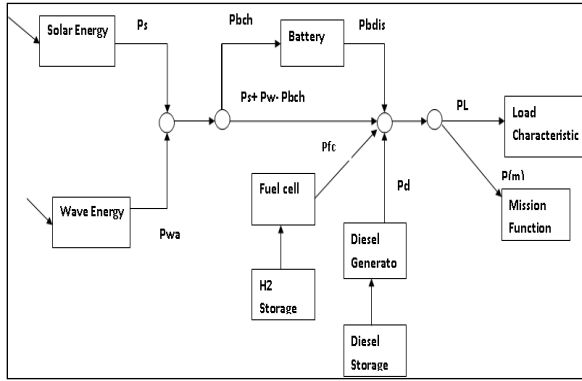 Solar Energy
Ps
Pbch
Battery
Pbdis
Ps+ Pw- Pbch
PL
Load
Characteristic
Pfc
P(m)
Wave Energy
Pwa
Fuel cell
Pd
Mission
Function
Diesel
Generato
H2
Storage
Diesel
Storage